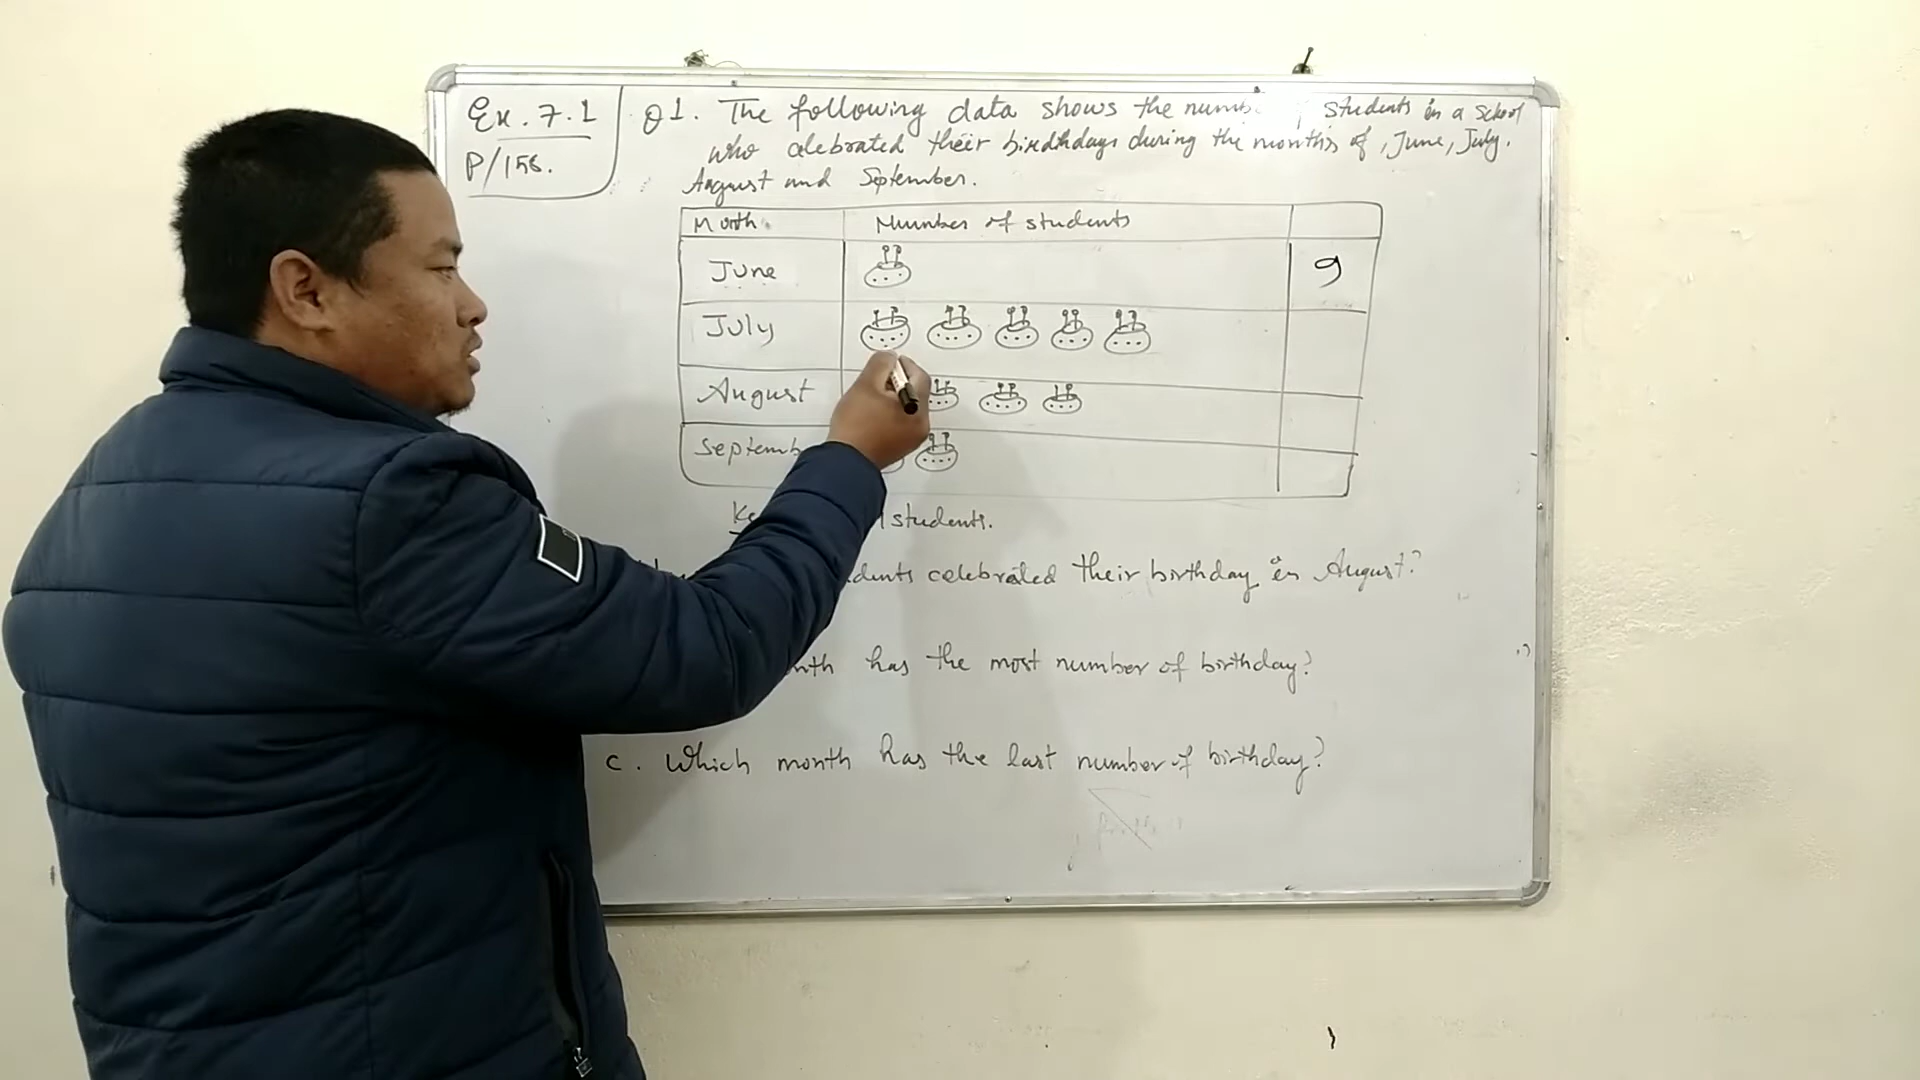 Ex. 7.1
P/156.
Q1. The following data shows the students in a school
who celebrated their birdhdays during the months of, June, July.
August and September.
Month Number of students
June 9
July
August
Septemb
students.
celebrated their birthday in August?
has the most number of birthday?
c. Which month has the last number of birthday?